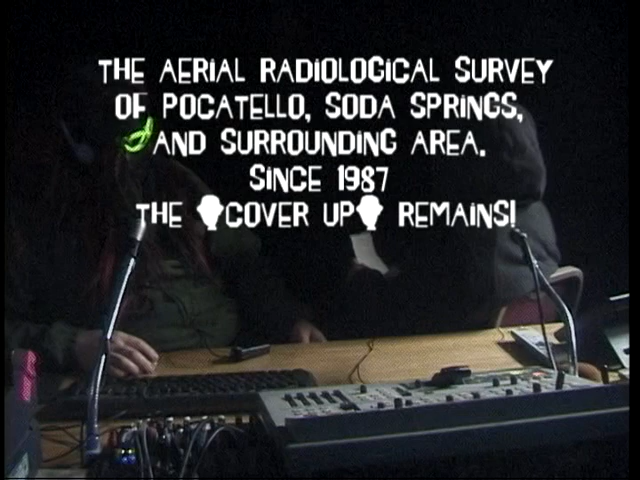 THE AERIAL RADIOLOGICAL SURVEY
OF POCATELLO, SODA SPRINGS,
AND SURROUNDING AREA.
SINCE 1987
THE COVER UP REMAINS!